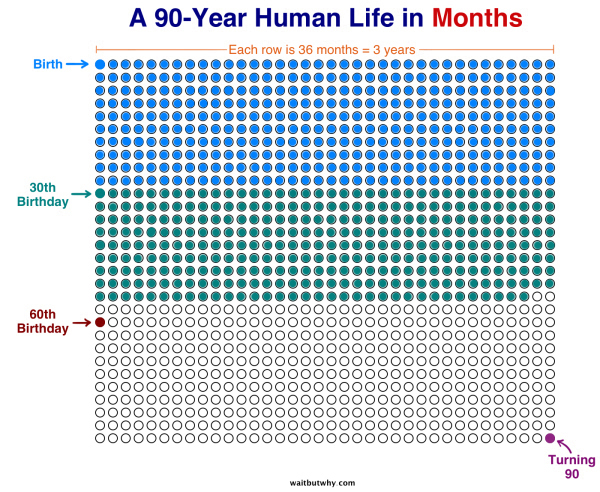 A 90-Year Human Life in Months
Each row is 36 months = 3 years
Birth
30th
Birthday
60th
Birthday
Turning
90
waitbutwhy.com